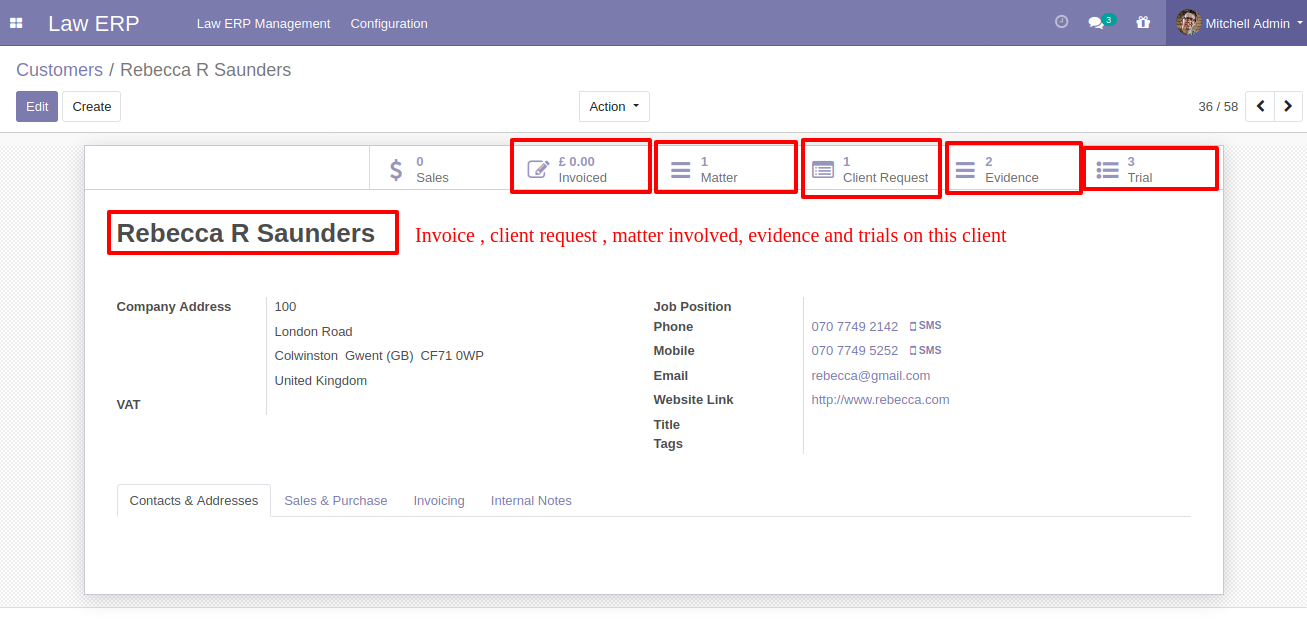 Law ERP Law ERP Management Configuration 3 Mitchell Admin
Customers / Rebecca R Saunders
Edit Create Action 36 / 58
0 £ 0.00 1 1 2 3
Sales Invoiced Matter Client Request Evidence Trial
Rebecca R Saunders Invoice , client request , matter involved, evidence and trials on this client
Company Address 100 Job Position
London Road Phone 070 7749 2142 SMS
Colwinston Gwent (GB) CF71 0WP Mobile 070 7749 5252 SMS
United Kingdom Email rebecca@gmail.com
VAT Website Link http://www.rebecca.com
Title
Tags
Contacts & Addresses Sales & Purchase Invoicing Internal Notes